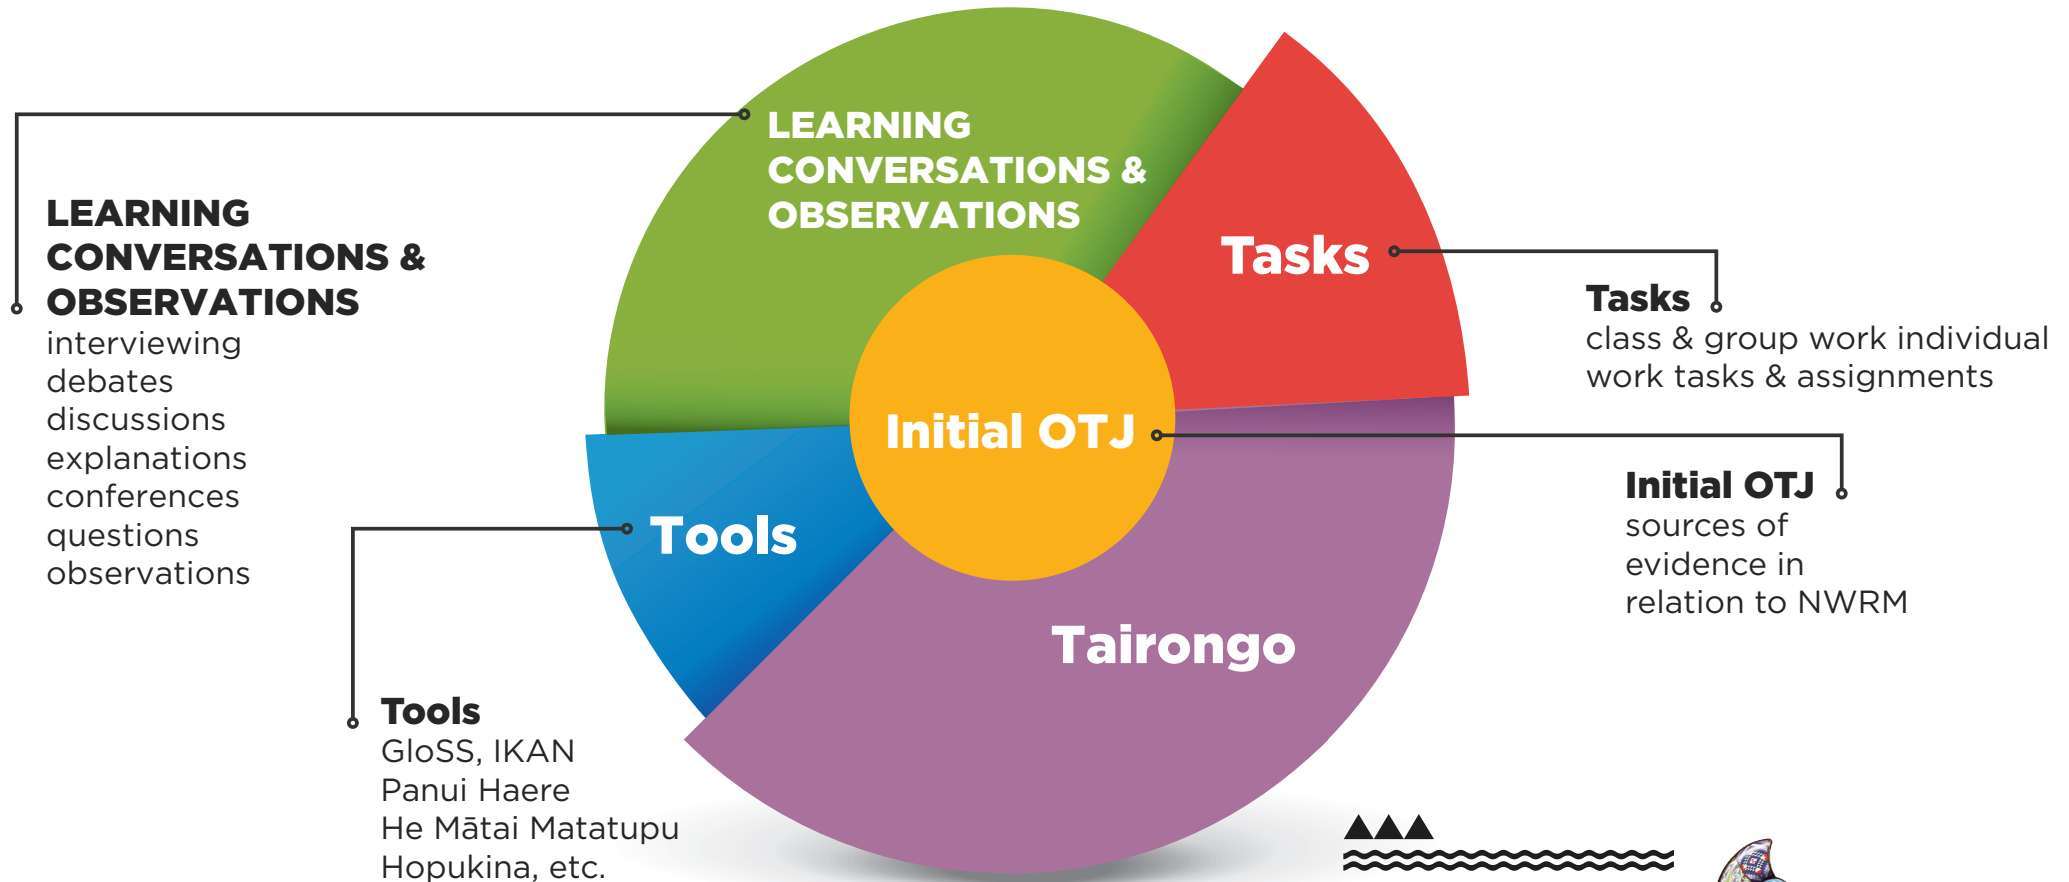 LEARNING
CONVERSATIONS &
OBSERVATIONS
Tasks
Initial OTJ
Tools
Tairongo
LEARNING
CONVERSATIONS &
OBSERVATIONS
interviewing
debates
discussions
explanations
conferences
questions
observations
Tasks
class & group work individual
work tasks & assignments
Initial OTJ
sources of
evidence in
relation to NWRM
Tools
GloSS, IKAN
Panui Haere
He Mātai Matatupu
Hopukina, etc.